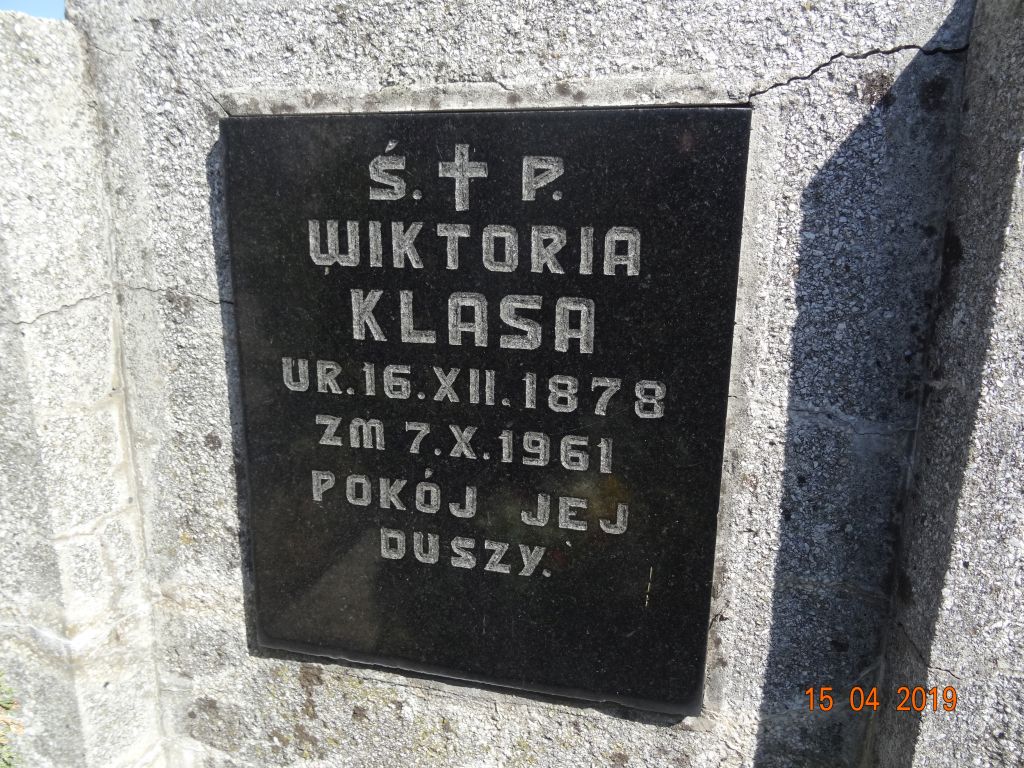 Ś. ✝ P.
WIKTORIA
KLASA
UR. 16. XII. 1878
ZM 7. X. 1961
POKÓJ JEJ
DUSZY.
15 04 2019